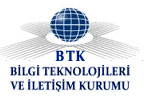 BTK
BİLGİ TEKNOLOJİLERİ
VE İLETİŞİM KURUMU